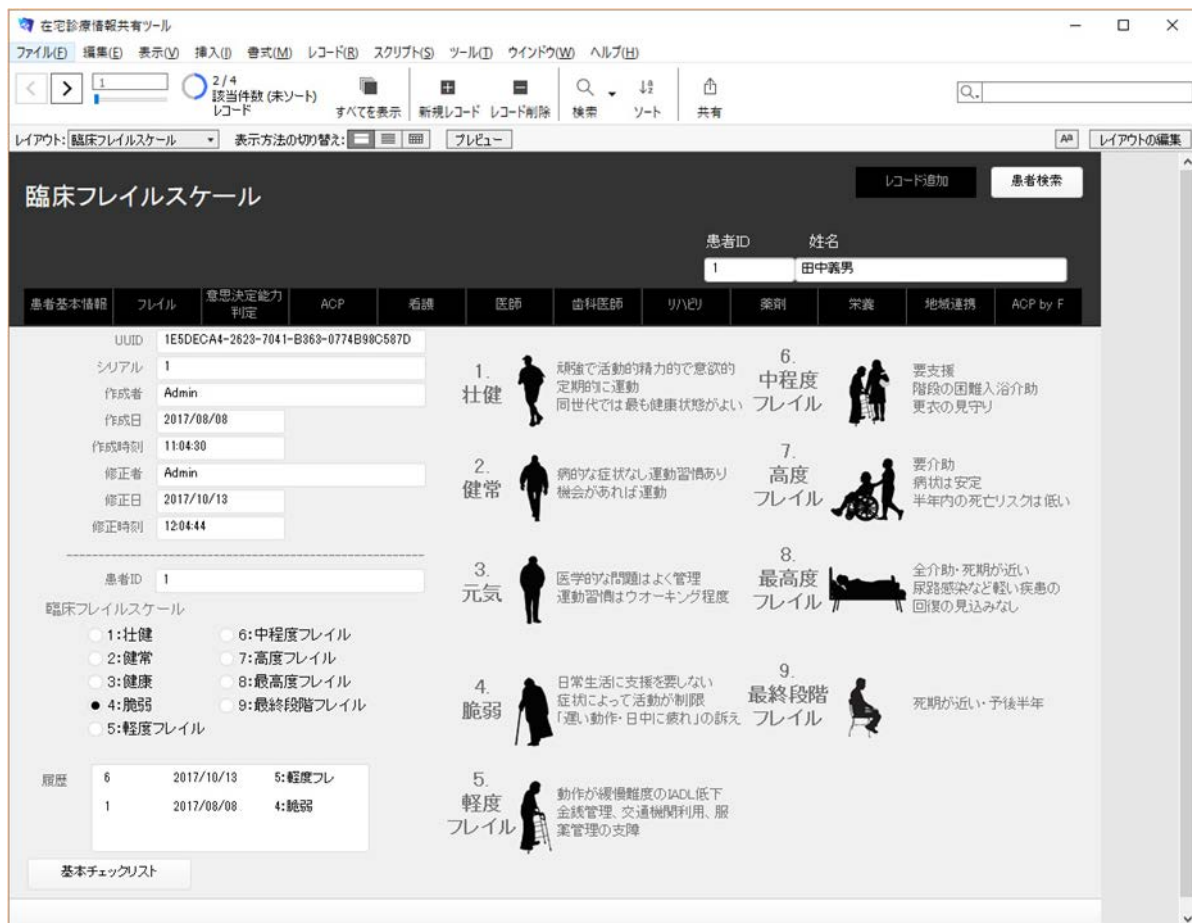 在宅診療情報共有ツール
ファイル(F) 編集(E) 表示(V) 挿入(I) 書式(M) レコード(R) スクリプト(S) ツール(T) ウインドウ(W) ヘルプ(H)
1
2 / 4
該当件数 (未ソート)
レコード
すべてを表示
新規レコード レコード削除
検索
ソート
共有
レイアウト: 臨床フレイルスケール 表示方法の切り替え: プレビュー
Aa レイアウトの編集
臨床フレイルスケール
レコード追加 患者検索
患者ID 姓名
1 田中義男
患者基本情報 フレイル 意思決定能力判定 ACP 看護 医師 歯科医師 リハビリ 薬剤 栄養 地域連携 ACP by F
UUID 1E5DECA4-2623-7041-B363-0774B98C587D
シリアル 1
作成者 Admin
作成日 2017/08/08
作成時刻 11:04:30
修正者 Admin
修正日 2017/10/13
修正時刻 12:04:44
患者ID 1
臨床フレイルスケール
1:壮健 6:中程度フレイル
2:健常 7:高度フレイル
3:健康 8:最高度フレイル
4:脆弱 9:最終段階フレイル
5:軽度フレイル
履歴
6 2017/10/13 5:軽度フレ
1 2017/08/08 4:脆弱
基本チェックリスト
1.
壮健
頑強で活動的精力的で意欲的
定期的に運動
同世代では最も健康状態がよい
2.
健常
病的な症状なし運動習慣あり
機会があれば運動
3.
元気
医学的な問題はよく管理
運動習慣はウオーキング程度
4.
脆弱
日常生活に支援を要しない
症状によって活動が制限
「遅い動作・日中に疲れ」の訴え
5.
軽度
フレイル
動作が緩慢難度のIADL低下
金銭管理、交通機関利用、服
薬管理の支障
6.
中程度
フレイル
要支援
階段の困難入浴介助
更衣の見守り
7.
高度
フレイル
要介助
病状は安定
半年内の死亡リスクは低い
8.
最高度
フレイル
全介助・死期が近い
尿路感染など軽い疾患の
回復の見込みなし
9.
最終段階
フレイル
死期が近い・予後半年